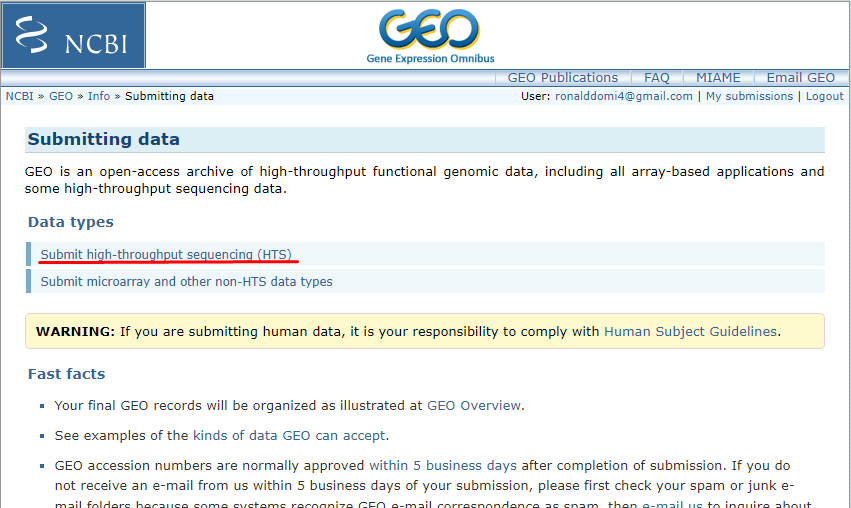 NCBI
GEO
Gene Expression Omnibus
GEO Publications FAQ MIAME Email GEO
NCBI » GEO » Info » Submitting data User: ronalddomi4@gmail.com | My submissions | Logout
Submitting data
GEO is an open-access archive of high-throughput functional genomic data, including all array-based applications and
some high-throughput sequencing data.
Data types
Submit high-throughput sequencing (HTS)
Submit microarray and other non-HTS data types
WARNING: If you are submitting human data, it is your responsibility to comply with Human Subject Guidelines.
Fast facts
▪ Your final GEO records will be organized as illustrated at GEO Overview.
▪ See examples of the kinds of data GEO can accept.
▪ GEO accession numbers are normally approved within 5 business days after completion of submission. If you do
not receive an e-mail from us within 5 business days of your submission, please first check your spam or junk e-
mail folders because some systems recognize GEO e-mail correspondence as spam, then e-mail us to inquire about